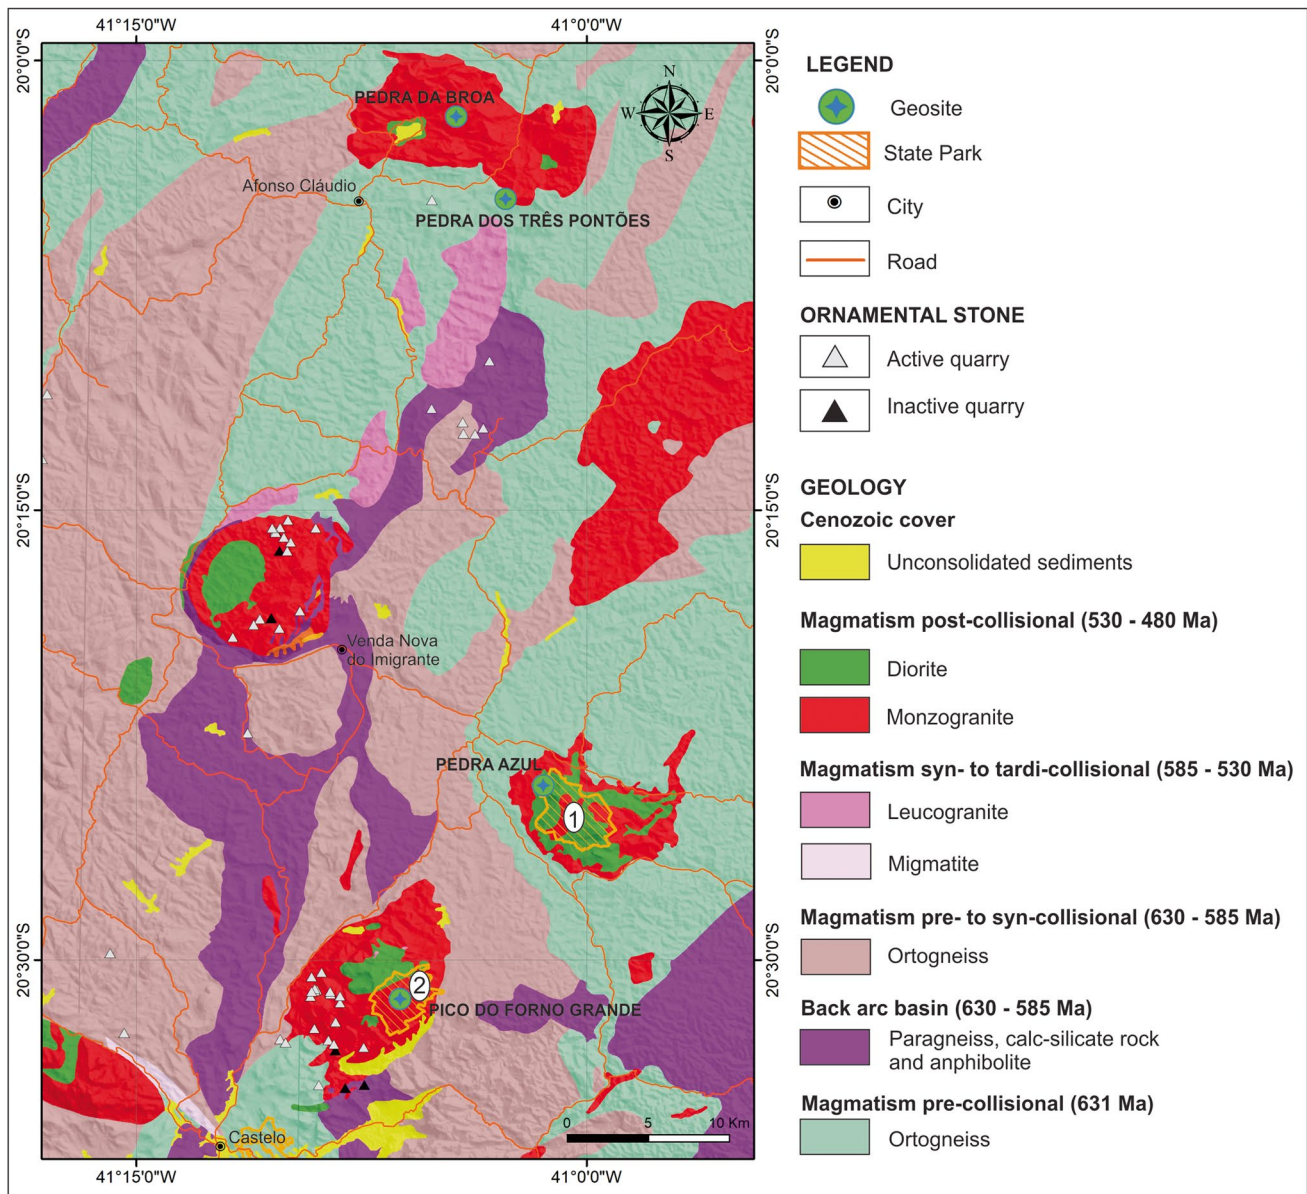 41°15'0"W
41°0'0"W
20°0'0"S
20°0'0"S
PEDRA DA BROA
N
W
E
S
Afonso Cláudio
PEDRA DOS TRÊS PONTÕES
20°15'0"S
20°15'0"S
Venda Nova
do Imigrante
PEDRA AZUL
1
20°30'0"S
20°30'0"S
2
PICO DO FORNO GRANDE
Castelo
0
5
10 Km
41°15'0"W
41°0'0"W
LEGEND
Geosite
State Park
City
Road
ORNAMENTAL STONE
Active quarry
Inactive quarry
GEOLOGY
Cenozoic cover
Unconsolidated sediments
Magmatism post-collisional (530 - 480 Ma)
Diorite
Monzogranite
Magmatism syn- to tardi-collisional (585 - 530 Ma)
Leucogranite
Migmatite
Magmatism pre- to syn-collisional (630 - 585 Ma)
Ortogneiss
Back arc basin (630 - 585 Ma)
Paragneiss, calc-silicate rock
and anphibolite
Magmatism pre-collisional (631 Ma)
Ortogneiss